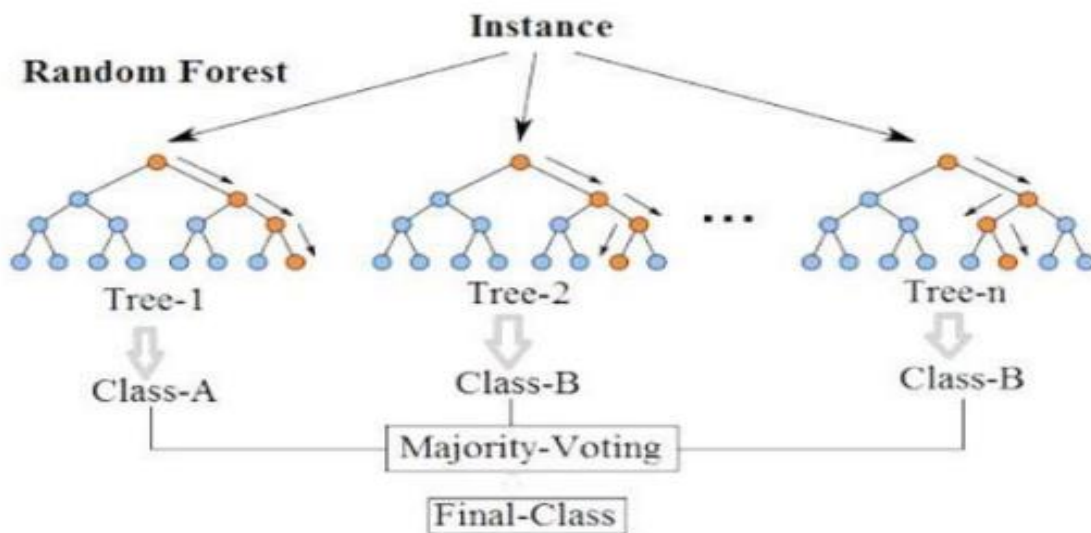 Instance
Random Forest
...
Tree-1
Tree-2
Tree-n
Class-A
Class-B
Class-B
Majority-Voting
Final-Class